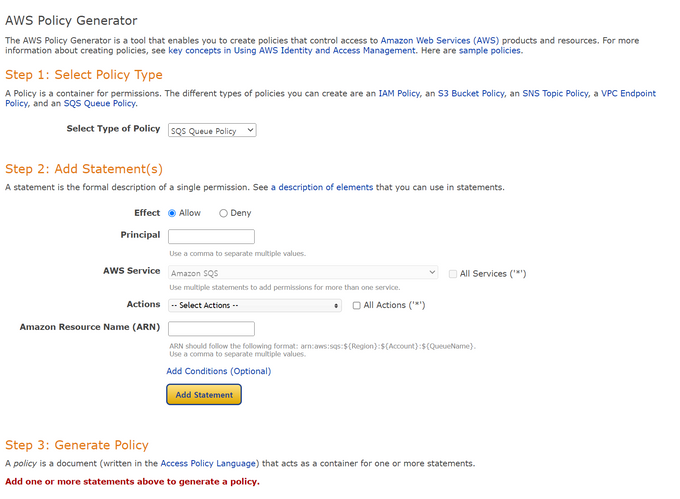 AWS Policy Generator
The AWS Policy Generator is a tool that enables you to create policies that control access to Amazon Web Services (AWS) products and resources. For more
information about creating policies, see key concepts in Using AWS Identity and Access Management. Here are sample policies.
Step 1: Select Policy Type
A Policy is a container for permissions. The different types of policies you can create are an IAM Policy, an S3 Bucket Policy, an SNS Topic Policy, a VPC Endpoint
Policy, and an SQS Queue Policy.
Select Type of Policy SQS Queue Policy
Step 2: Add Statement(s)
A statement is the formal description of a single permission. See a description of elements that you can use in statements.
Effect Allow Deny
Principal
Use a comma to separate multiple values.
AWS Service Amazon SQS All Services ('*')
Use multiple statements to add permissions for more than one service.
Actions -- Select Actions -- All Actions ('*')
Amazon Resource Name (ARN)
ARN should follow the following format: arn:aws:sqs:${Region}:${Account}:${QueueName}.
Use a comma to separate multiple values.
Add Conditions (Optional)
Add Statement
Step 3: Generate Policy
A policy is a document (written in the Access Policy Language) that acts as a container for one or more statements.
Add one or more statements above to generate a policy.